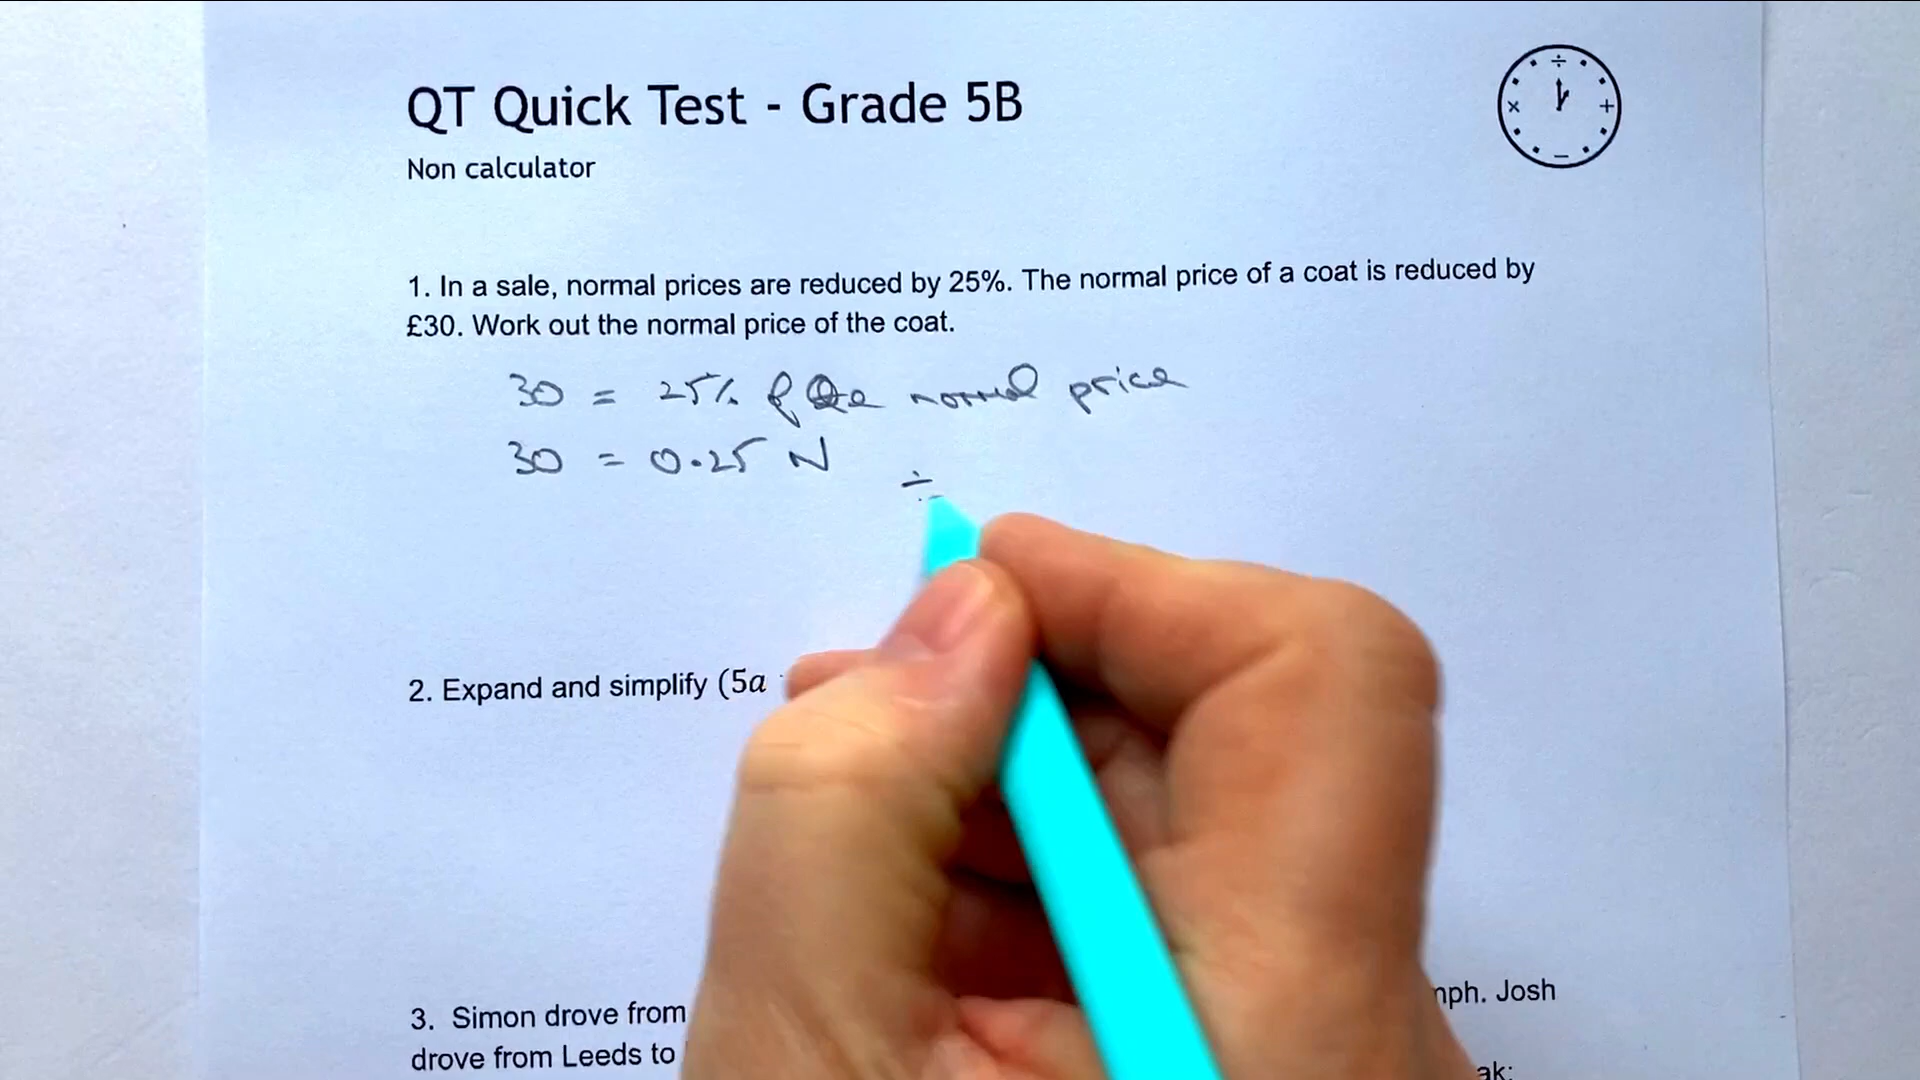 QT Quick Test - Grade 5B
Non calculator
÷
×
+
−
1. In a sale, normal prices are reduced by 25%. The normal price of a coat is reduced by
£30. Work out the normal price of the coat.
30 = 25% of the normal price
30 = 0.25 N
÷
2. Expand and simplify (5a
3. Simon drove from
mph. Josh
drove from Leeds to